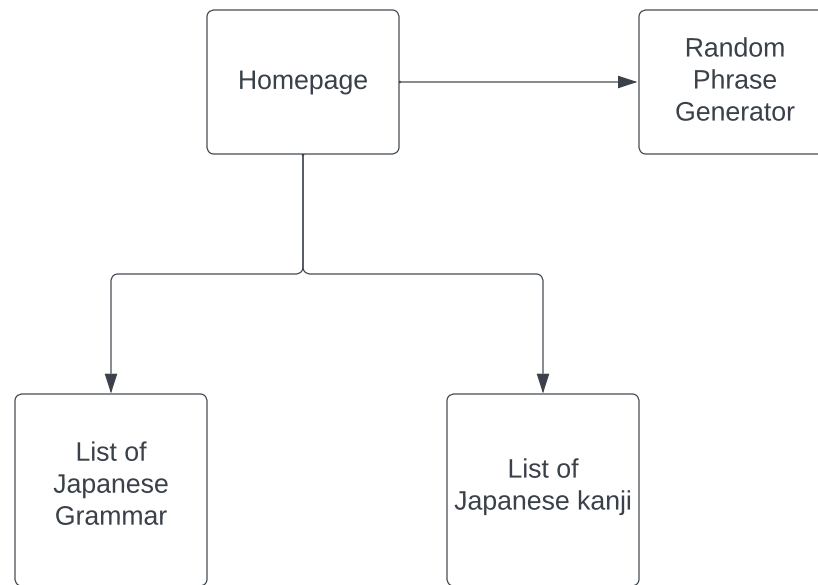 Homepage
Random
Phrase
Generator
List of
Japanese
Grammar
List of
Japanese kanji